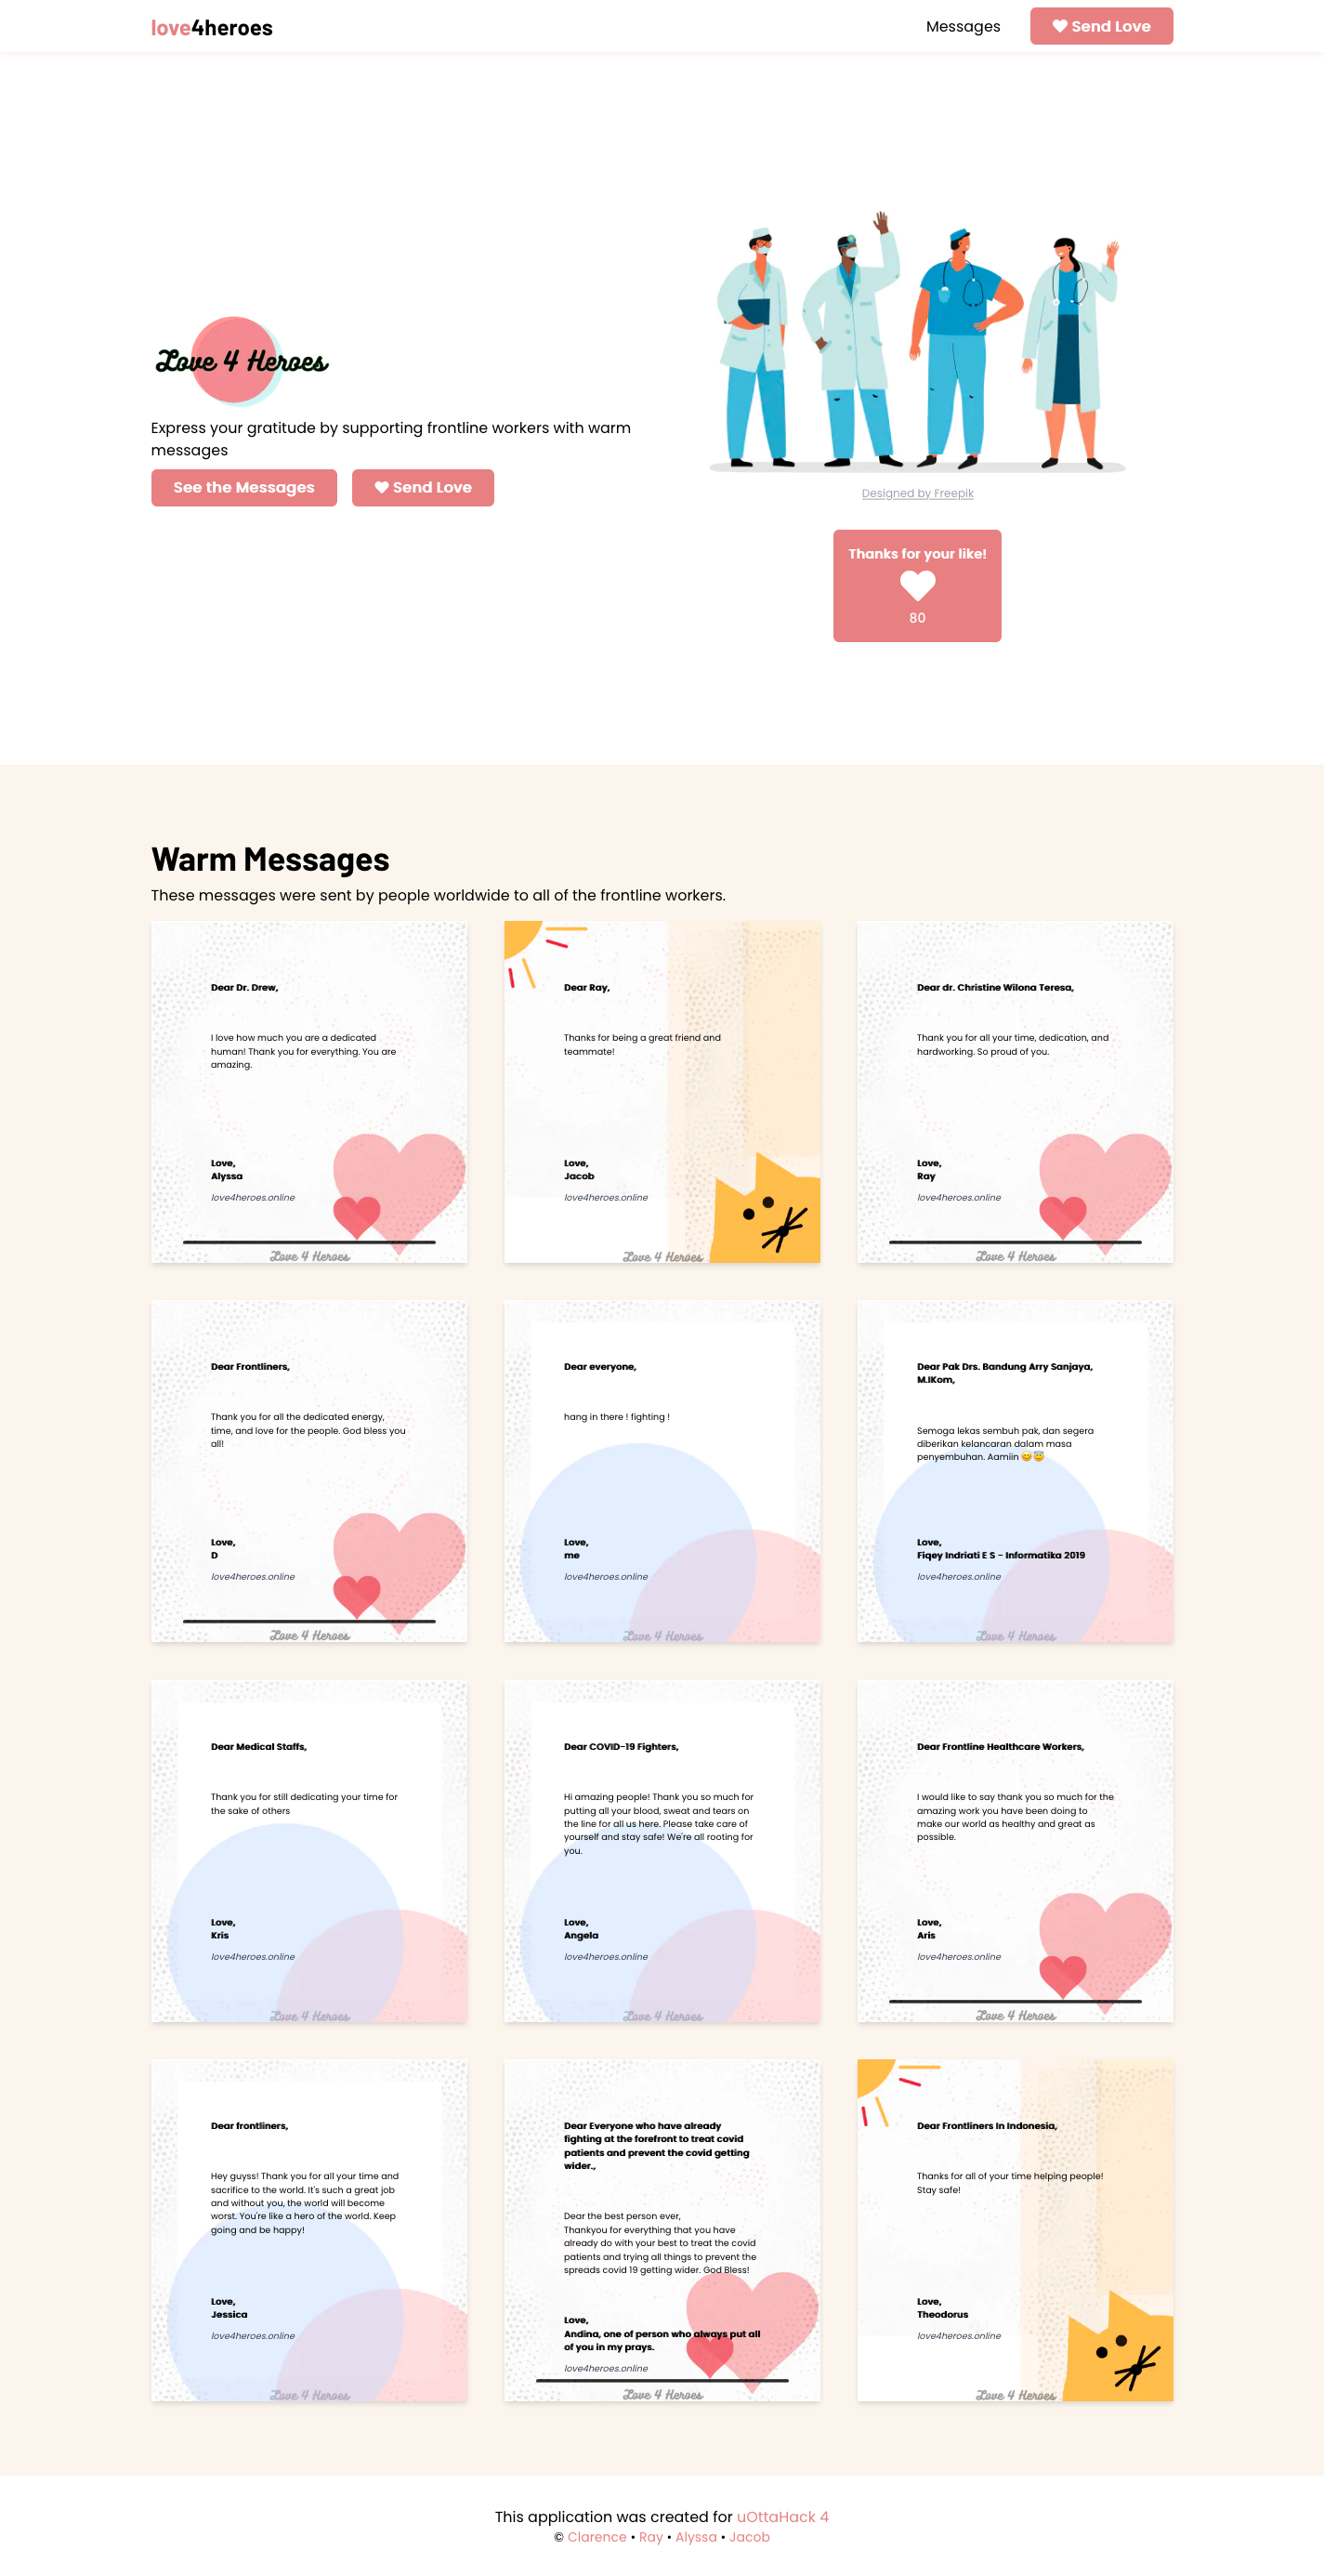 love4heroes
Messages
Send Love
Love 4 Heroes
Express your gratitude by supporting frontline workers with warm
messages
See the Messages
Send Love
Designed by Freepik
Thanks for your like!
80
Warm Messages
These messages were sent by people worldwide to all of the frontline workers.
Dear Dr. Drew,
I love how much you are a dedicated
human! Thank you for everything. You are
amazing.
Love,
Alyssa
love4heroes.online
Love 4 Heroes
Dear Ray,
Thanks for being a great friend and
teammate!
Love,
Jacob
love4heroes.online
Love 4 Heroes
Dear dr. Christine Wilona Teresa,
Thank you for all your time, dedication, and
hardworking. So proud of you.
Love,
Ray
love4heroes.online
Love 4 Heroes
Dear Frontliners,
Thank you for all the dedicated energy,
time, and love for the people. God bless you
all!
Love,
D
love4heroes.online
Love 4 Heroes
Dear everyone,
hang in there ! fighting !
Love,
me
love4heroes.online
Love 4 Heroes
Dear Pak Drs. Bandung Arry Sanjaya,
M.IKom,
Semoga lekas sembuh pak, dan segera
diberikan kelancaran dalam masa
penyembuhan. Aamiin 😊😇
Love,
Fiqey Indriati E S - Informatika 2019
love4heroes.online
Love 4 Heroes
Dear Medical Staffs,
Thank you for still dedicating your time for
the sake of others
Love,
Kris
love4heroes.online
Love 4 Heroes
Dear COVID-19 Fighters,
Hi amazing people! Thank you so much for
putting all your blood, sweat and tears on
the line for all us here. Please take care of
yourself and stay safe! We're all rooting for
you.
Love,
Angela
love4heroes.online
Love 4 Heroes
Dear Frontline Healthcare Workers,
I would like to say thank you so much for the
amazing work you have been doing to
make our world as healthy and great as
possible.
Love,
Aris
love4heroes.online
Love 4 Heroes
Dear frontliners,
Hey guyss! Thank you for all your time and
sacrifice to the world. It's such a great job
and without you, the world will become
worst. You're like a hero of the world. Keep
going and be happy!
Love,
Jessica
love4heroes.online
Love 4 Heroes
Dear Everyone who have already
fighting at the forefront to treat covid
patients and prevent the covid getting
wider.,
Dear the best person ever,
Thankyou for everything that you have
already do with your best to treat the covid
patients and trying all things to prevent the
spreads covid 19 getting wider. God Bless!
Love,
Andina, one of person who always put all
of you in my prays.
love4heroes.online
Love 4 Heroes
Dear Frontliners In Indonesia,
Thanks for all of your time helping people!
Stay safe!
Love,
Theodorus
love4heroes.online
Love 4 Heroes
This application was created for uOttaHack 4
© Clarence • Ray • Alyssa • Jacob